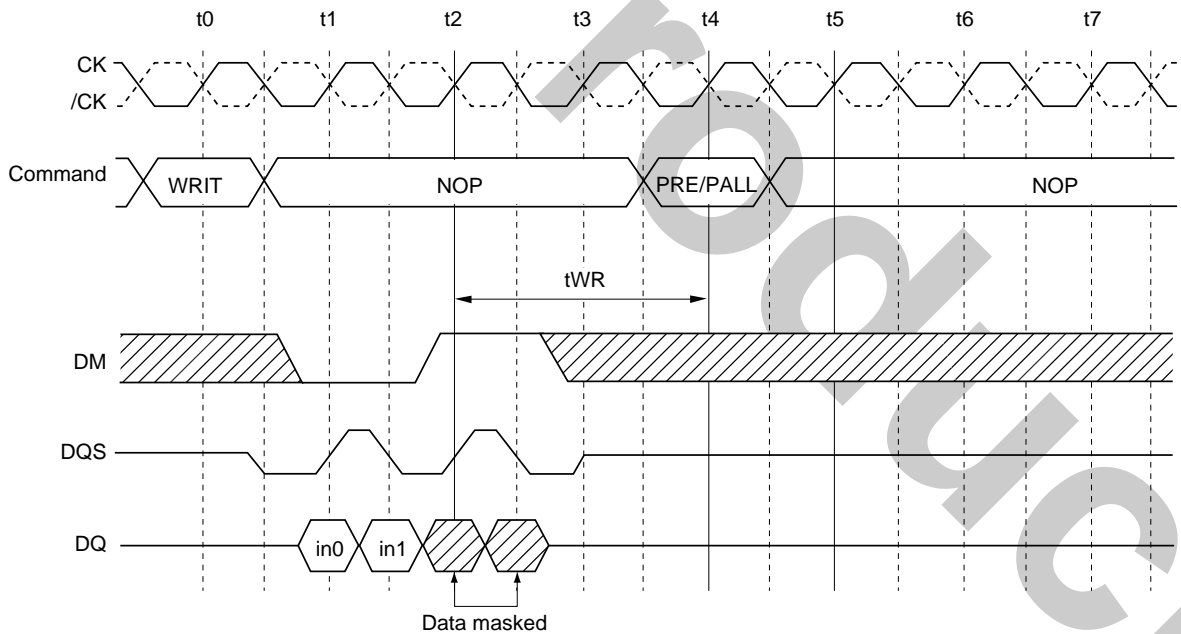 t0 t1 t2 t3 t4 t5 t6 t7
CK
/CK
Command WRIT NOP PRE/PALL NOP
tWR
DM
DQS
DQ in0 in1
Data masked
roduc